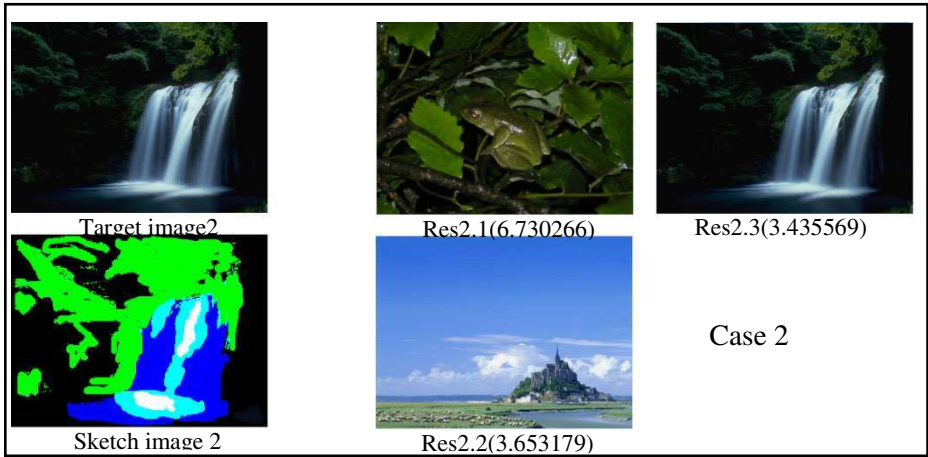 Target image2
Res2.1(6.730266)
Res2.3(3.435569)
Case 2
Sketch image 2
Res2.2(3.653179)